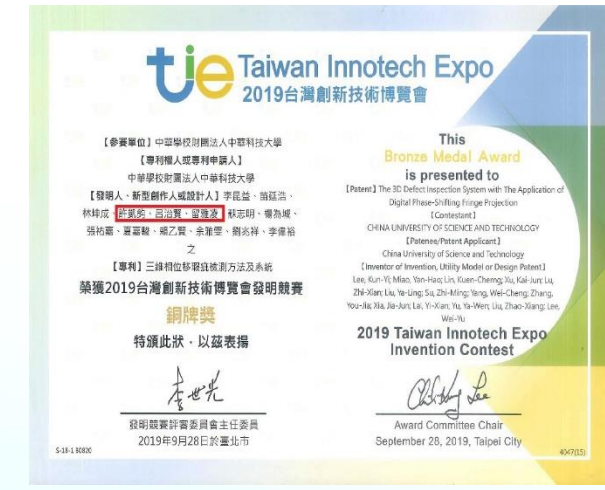 tie Taiwan Innotech Expo
2019台灣創新技術博覽會
【參賽單位】中華學校財團法人中華科技大學
【專利權人或專利申請人】
中華學校財團法人中華科技大學
【發明人、新型創作人或設計人】李昆益、苗延浩、
林坤成、許凱鈞、呂治賢、留雅凌、蘇志明、楊為城、
張祐嘉、夏嘉駿、賴乙賢、余雅雯、劉兆祥、李偉裕
之
【專利】三維相位移瑕疵檢測方法及系統
榮獲2019台灣創新技術博覽會發明競賽
銅牌獎
特頒此狀，以茲表揚
發明競賽評審委員會主任委員
2019年9月28日於臺北市
S-18-1 80820
This
Bronze Medal Award
is presented to
【Patent】The 3D Defect Inspection System with The Application of
Digital Phase-Shifting Fringe Projection
【Contestant】
CHINA UNIVERSITY OF SCIENCE AND TECHNOLOGY
【Patenee/Patent Applicant】
China University of Science and Technology
【Inventor of Invention, Utility Model or Design Patent】
Lee, Kun-Yi; Miao, Yan-Hao; Lin, Kuen-Cherng; Xu, Kai-Jun; Lu,
Zhi-Xian; Liu, Ya-Ling; Su, Zhi-Ming; Yang, Wei-Cheng; Zhang,
You-Jia; Xia, Jia-Jun; Lai, Yi-Xian; Yu, Ya-Wen; Liu, Zhao-Xiang; Lee,
Wei-Yu
2019 Taiwan Innotech Expo
Invention Contest
Award Committee Chair
September 28, 2019, Taipei City
4047(15)